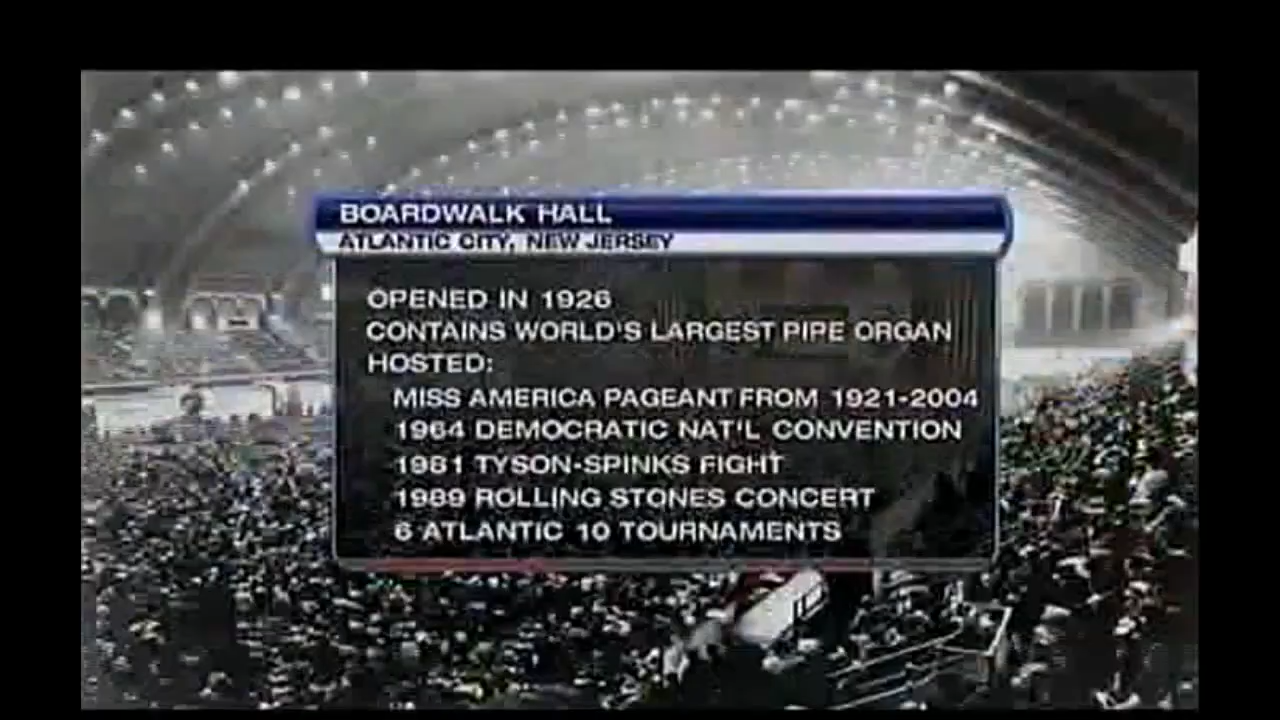 BOARDWALK HALL
ATLANTIC CITY, NEW JERSEY
OPENED IN 1926
CONTAINS WORLD'S LARGEST PIPE ORGAN
HOSTED:
MISS AMERICA PAGEANT FROM 1921-2004
1964 DEMOCRATIC NAT'L CONVENTION
1981 TYSON-SPINKS FIGHT
1989 ROLLING STONES CONCERT
6 ATLANTIC 10 TOURNAMENTS